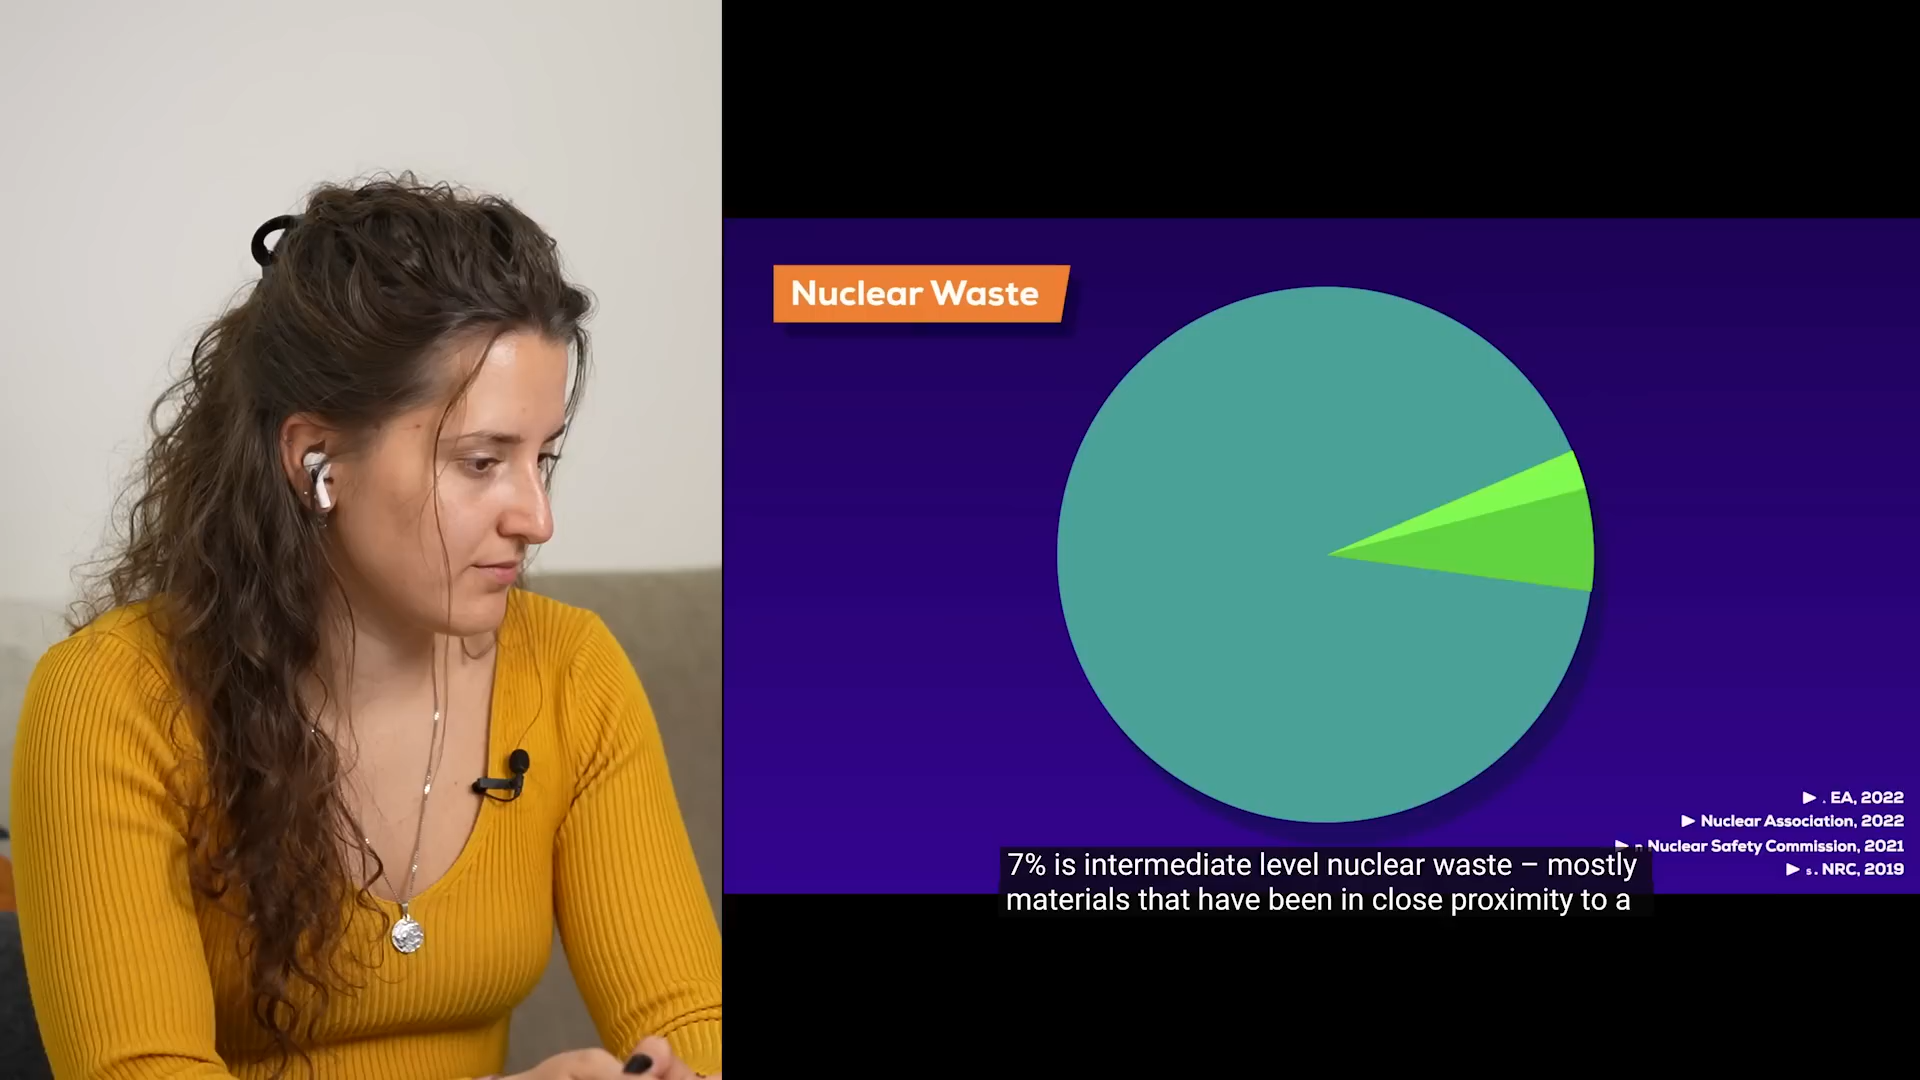 Nuclear Waste
EA, 2022
Nuclear Association, 2022
Nuclear Safety Commission, 2021
NRC, 2019
7% is intermediate level nuclear waste – mostly
materials that have been in close proximity to a